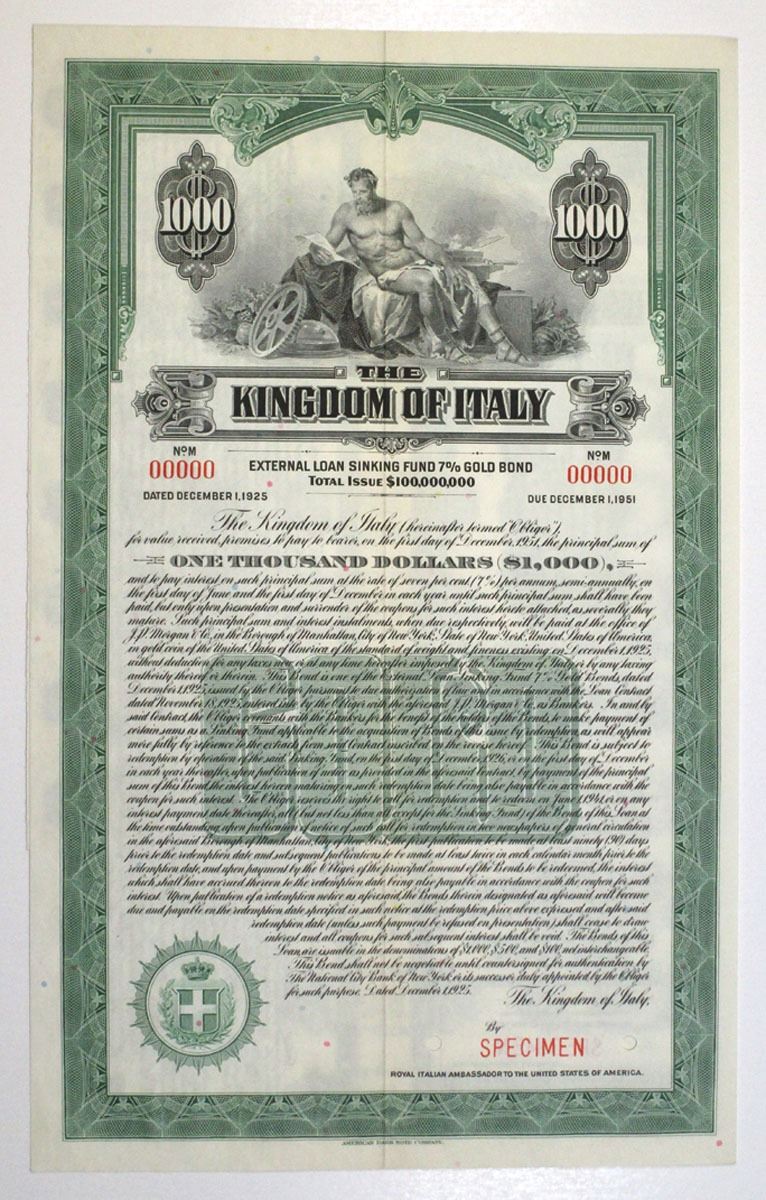 1000
1000
THE
KINGDOM OF ITALY
NoM
00000
EXTERNAL LOAN SINKING FUND 7% GOLD BOND
TOTAL ISSUE $100,000,000
NoM
00000
DATED DECEMBER 1, 1925
DUE DECEMBER 1, 1951
The Kingdom of Italy (hereinafter termed "Obligor"),
for value received, promises to pay to bearer, on the first day of December, 1951, the principal sum of
ONE THOUSAND DOLLARS ($1,000),
and to pay interest on such principal sum at the rate of seven per cent (7%) per annum, semi-annually, on
the first day of June and the first day of December in each year until such principal sum shall have been
paid, but only upon presentation and surrender of the coupons for such interest hereto attached, as severally they
mature. Such principal sum and interest instalments, when due respectively, will be paid at the office of
J.P. Morgan & Co., in the Borough of Manhattan, City of New York, State of New York, United States of America,
in gold coin of the United States of America of the standard of weight and fineness existing on December 1, 1925,
without deduction for any taxes now or at any time hereafter imposed by the Kingdom of Italy or by any taxing
authority thereof or therein. This Bond is one of the External Loan Sinking Fund 7% Gold Bonds, dated
December 1, 1925, issued by the Obligor pursuant to due authorization of law and in accordance with the Loan Contract
dated November 18, 1925, entered into by the Obligor with the aforesaid J.P. Morgan & Co., as Bankers. In and by
said Contract, the Obligor covenants with the Bankers for the benefit of the holders of the Bonds, to make payment of
certain sums as a Sinking Fund applicable to the acquisition of Bonds of this issue by redemption, as will appear
more fully by reference to the extracts from said Contract inserted on the reverse hereof. This Bond is subject to
redemption by operation of the said Sinking Fund, on the first day of December 1926, or on the first day of December
in each year thereafter, upon publication of notice as provided in the aforesaid contract, by payment of the principal
sum of this Bond, the interest hereon maturing on such redemption date being also payable in accordance with the
coupon for such interest. The Obligor reserves the right to call for redemption and to redeem on June 1, 1941, or on any
interest payment date thereafter, all (but not less than all except for the Sinking Fund) of the Bonds of this Loan at
the time outstanding, upon publication of notice of such call for redemption in two newspapers of general circulation
in the aforesaid Borough of Manhattan, City of New York, the first publication to be made at least ninety (90) days
prior to the redemption date and subsequent publications to be made at least twice in each calendar month prior to the
redemption date, and upon payment by the Obligor of the principal amount of the Bonds to be redeemed, the interest
which shall have accrued thereon to the redemption date being also payable in accordance with the coupon for such
interest. Upon publication of a redemption notice as aforesaid, the Bonds therein designated as aforesaid will become
due and payable on the redemption date specified in such notice at the redemption price above expressed and after said
redemption date (unless such payment be refused on presentation) shall cease to draw
interest and all coupons for such subsequent interest shall be void. The Bonds of this
Loan are issuable in the denominations of $1,000, $500, and $100, not interchangeable.
This Bond shall not be negotiable until countersigned for authentication by
The National City Bank of New York or its successor duly appointed by the Obligor
for such purpose. Dated December 1, 1925.
The Kingdom of Italy,
By
SPECIMEN
ROYAL ITALIAN AMBASSADOR TO THE UNITED STATES OF AMERICA.
AMERICAN BANK NOTE COMPANY.